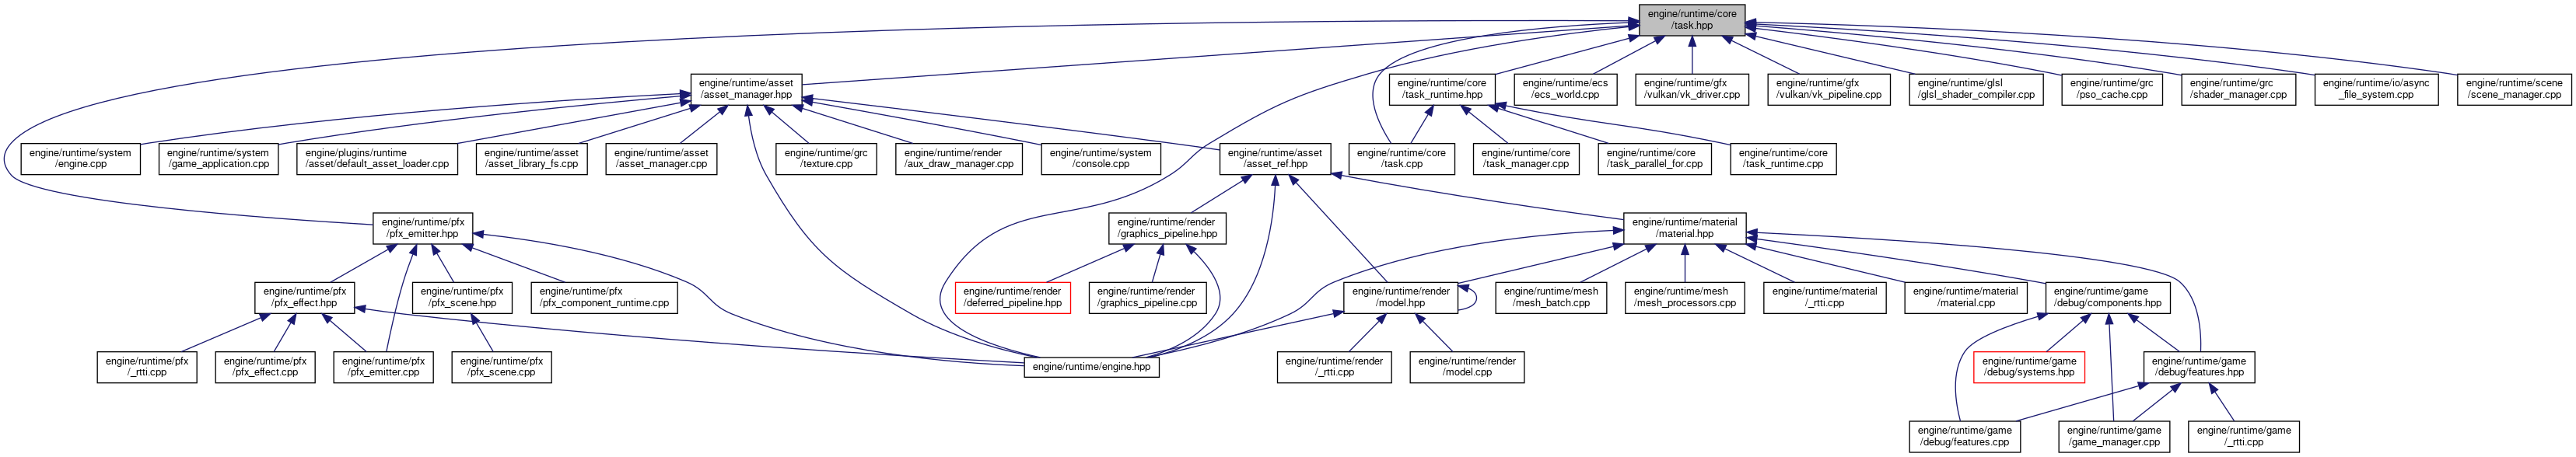 engine/runtime/core
/task.hpp
engine/runtime/asset
/asset_manager.hpp
engine/runtime/core
/task_runtime.hpp
engine/runtime/ecs
/ecs_world.cpp
engine/runtime/gfx
/vulkan/vk_driver.cpp
engine/runtime/gfx
/vulkan/vk_pipeline.cpp
engine/runtime/glsl
/glsl_shader_compiler.cpp
engine/runtime/grc
/pso_cache.cpp
engine/runtime/grc
/shader_manager.cpp
engine/runtime/io/async
_file_system.cpp
engine/runtime/scene
/scene_manager.cpp
engine/runtime/system
/engine.cpp
engine/runtime/system
/game_application.cpp
engine/plugins/runtime
/asset/default_asset_loader.cpp
engine/runtime/asset
/asset_library_fs.cpp
engine/runtime/asset
/asset_manager.cpp
engine/runtime/grc
/texture.cpp
engine/runtime/render
/aux_draw_manager.cpp
engine/runtime/system
/console.cpp
engine/runtime/asset
/asset_ref.hpp
engine/runtime/core
/task.cpp
engine/runtime/core
/task_manager.cpp
engine/runtime/core
/task_parallel_for.cpp
engine/runtime/core
/task_runtime.cpp
engine/runtime/pfx
/pfx_emitter.hpp
engine/runtime/render
/graphics_pipeline.hpp
engine/runtime/material
/material.hpp
engine/runtime/pfx
/pfx_effect.hpp
engine/runtime/pfx
/pfx_scene.hpp
engine/runtime/pfx
/pfx_component_runtime.cpp
engine/runtime/render
/deferred_pipeline.hpp
engine/runtime/render
/graphics_pipeline.cpp
engine/runtime/render
/model.hpp
engine/runtime/mesh
/mesh_batch.cpp
engine/runtime/mesh
/mesh_processors.cpp
engine/runtime/material
/_rtti.cpp
engine/runtime/material
/material.cpp
engine/runtime/game
/debug/components.hpp
engine/runtime/pfx
/_rtti.cpp
engine/runtime/pfx
/pfx_effect.cpp
engine/runtime/pfx
/pfx_emitter.cpp
engine/runtime/pfx
/pfx_scene.cpp
engine/runtime/engine.hpp
engine/runtime/render
/_rtti.cpp
engine/runtime/render
/model.cpp
engine/runtime/game
/debug/systems.hpp
engine/runtime/game
/debug/features.hpp
engine/runtime/game
/debug/features.cpp
engine/runtime/game
/game_manager.cpp
engine/runtime/game
/_rtti.cpp